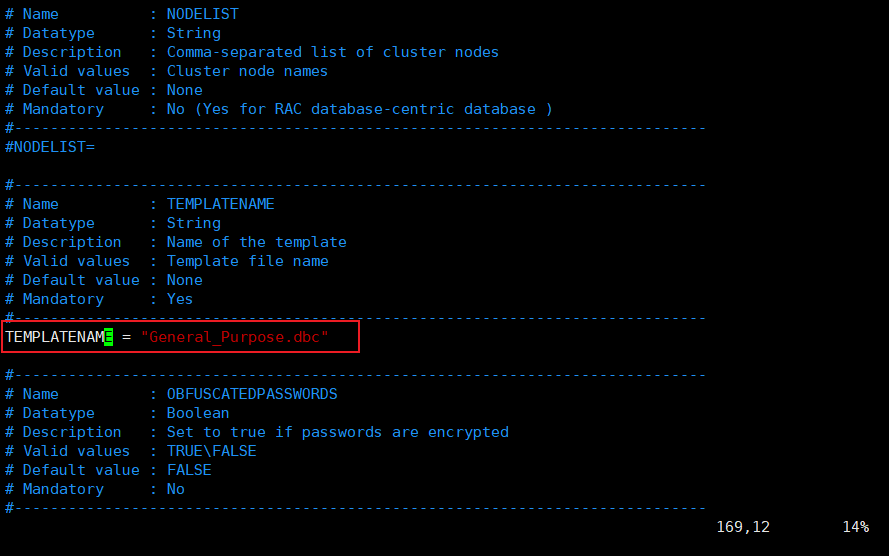 # Name          : NODELIST
# Datatype      : String
# Description   : Comma-separated list of cluster nodes
# Valid values  : Cluster node names
# Default value : None
# Mandatory     : No (Yes for RAC database-centric database )
#-----------------------------------------------------------------------------
#NODELIST=
#-----------------------------------------------------------------------------
# Name          : TEMPLATENAME
# Datatype      : String
# Description   : Name of the template
# Valid values  : Template file name
# Default value : None
# Mandatory     : Yes
#-----------------------------------------------------------------------------
TEMPLATENAME = "General_Purpose.dbc"
#-----------------------------------------------------------------------------
# Name          : OBFUSCATEDPASSWORDS
# Datatype      : Boolean
# Description   : Set to true if passwords are encrypted
# Valid values  : TRUE\FALSE
# Default value : FALSE
# Mandatory     : No
#-----------------------------------------------------------------------------
169,12        14%